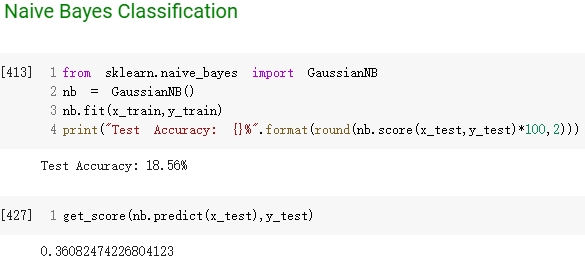 Naive Bayes Classification
[413] 1 from sklearn.naive_bayes import GaussianNB
2 nb = GaussianNB()
3 nb.fit(x_train,y_train)
4 print("Test Accuracy: {}%".format(round(nb.score(x_test,y_test)*100,2)))
Test Accuracy: 18.56%
[427] 1 get_score(nb.predict(x_test),y_test)
0.36082474226804123